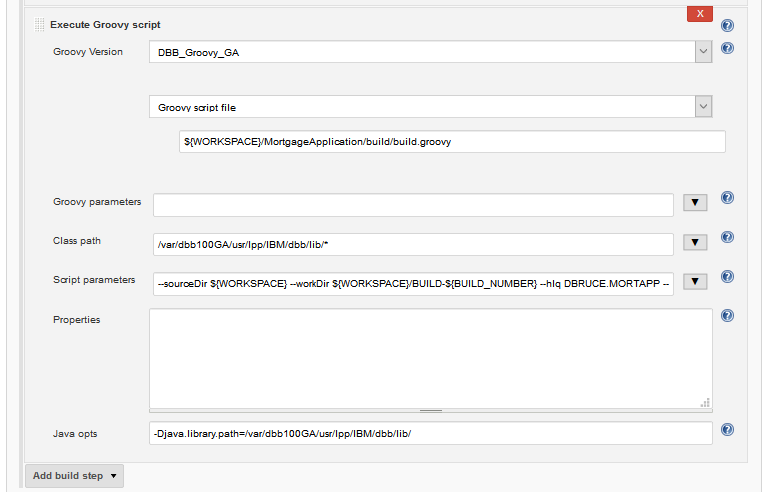 X
Execute Groovy script
Groovy Version
DBB_Groovy_GA
Groovy script file
${WORKSPACE}/MortgageApplication/build/build.groovy
Groovy parameters
Class path
/var/dbb100GA/usr/lpp/IBM/dbb/lib/*
Script parameters
--sourceDir ${WORKSPACE} --workDir ${WORKSPACE}/BUILD-${BUILD_NUMBER} --hlq DBRUCE.MORTAPP --
Properties
Java opts
-Djava.library.path=/var/dbb100GA/usr/lpp/IBM/dbb/lib/
Add build step